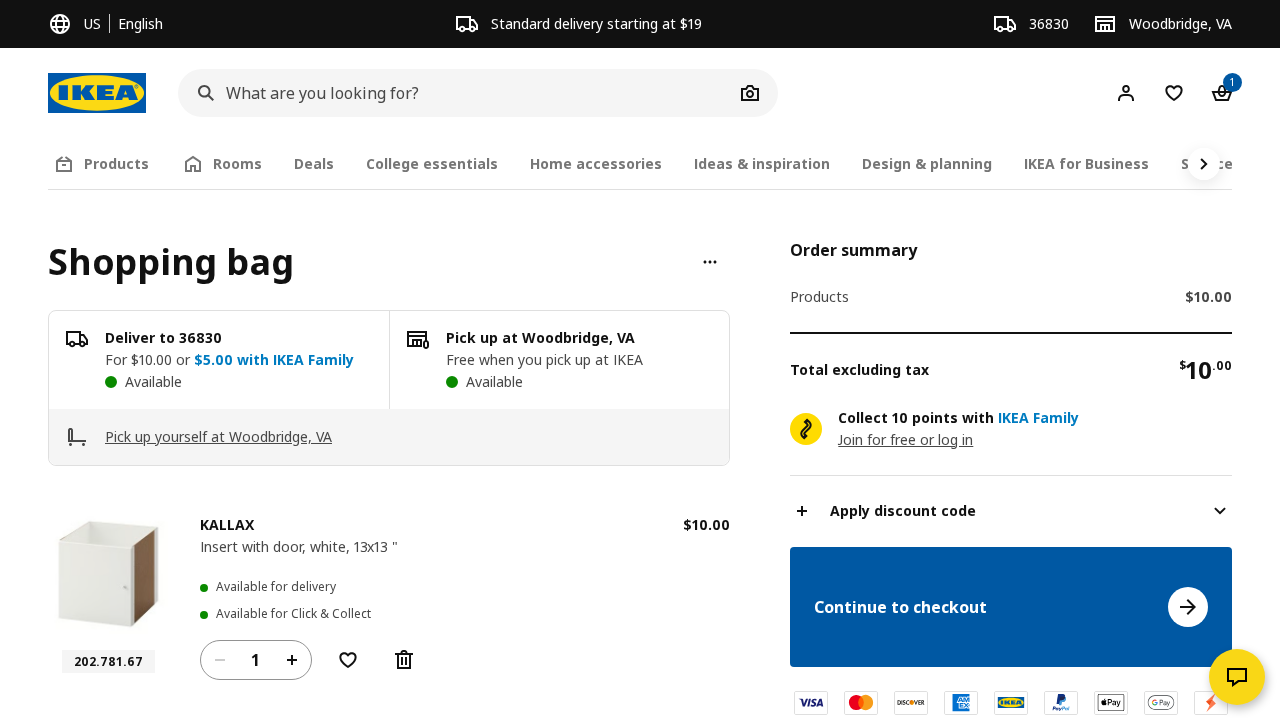 US English
Standard delivery starting at $19
36830
Woodbridge, VA
IKEA
What are you looking for?
1
Products
Rooms
Deals
College essentials
Home accessories
Ideas & inspiration
Design & planning
IKEA for Business
Shopping bag
Deliver to 36830
For $10.00 or $5.00 with IKEA Family
Available
Pick up at Woodbridge, VA
Free when you pick up at IKEA
Available
Pick up yourself at Woodbridge, VA
KALLAX
$10.00
Insert with door, white, 13x13 "
Available for delivery
Available for Click & Collect
202.781.67
1
Order summary
Products $10.00
Total excluding tax $10.00
Collect 10 points with IKEA Family
Join for free or log in
Apply discount code
Continue to checkout
VISA
DISCOVER
AMEX
IKEA
PayPal
Pay
G Pay